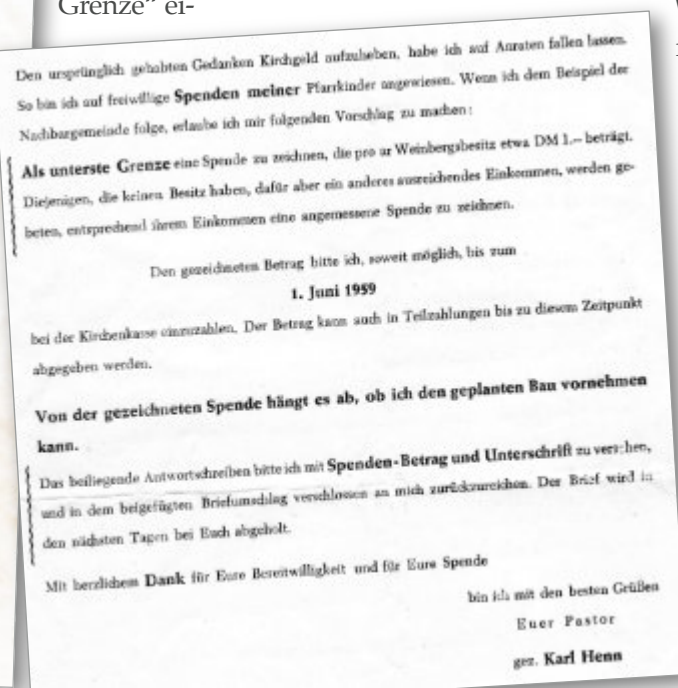 Grenze“ ei-
Den ursprünglich gehabten Gedanken Kirchgeld aufzuheben, habe ich auf Anraten fallen lassen.
So bin ich auf freiwillige Spenden meiner Pfarrkinder angewiesen. Wenn ich dem Beispiel der
Nachbargemeinde folge, erlaube ich mir folgenden Vorschlag zu machen:
Als unterste Grenze eine Spende zu zeichnen, die pro ar Weinbergsbesitz etwa DM 1.– beträgt.
Diejenigen, die keinen Besitz haben, dafür aber ein anderes ausreichendes Einkommen, werden ge-
beten, entsprechend ihrem Einkommen eine angemessene Spende zu zeichnen.
Den gezeichneten Betrag bitte ich, soweit möglich, bis zum
1. Juni 1959
bei der Kirchenkasse einzuzahlen. Der Betrag kann auch in Teilzahlungen bis zu diesem Zeitpunkt
abgegeben werden.
Von der gezeichneten Spende hängt es ab, ob ich den geplanten Bau vornehmen
kann.
Das beiliegende Antwortschreiben bitte ich mit Spenden-Betrag und Unterschrift zu versehen,
und in dem beigefügten Briefumschlag verschlossen an mich zurückzureichen. Der Brief wird in
den nächsten Tagen bei Euch abgeholt.
Mit herzlichem Dank für Eure Bereitwilligkeit und für Eure Spende
bin ich mit den besten Grüßen
Euer Pastor
gez. Karl Henn